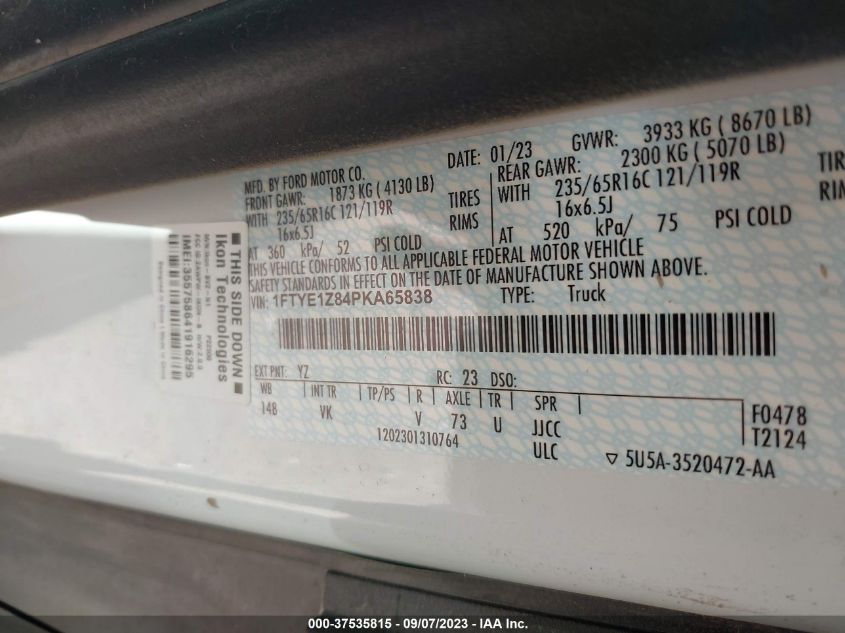 MFD. BY FORD MOTOR CO.
DATE: 01/23
GVWR: 3933 KG ( 8670 LB)
FRONT GAWR: 1873 KG ( 4130 LB)
REAR GAWR: 2300 KG ( 5070 LB)
WITH 235/65R16C 121/119R TIRES
WITH 235/65R16C 121/119R TIR
16x6.5J RIMS
16x6.5J RIM
AT 360 kPa/ 52 PSI COLD
AT 520 kPa/ 75 PSI COLD
THIS VEHICLE CONFORMS TO ALL APPLICABLE FEDERAL MOTOR VEHICLE
SAFETY STANDARDS IN EFFECT ON THE DATE OF MANUFACTURE SHOWN ABOVE.
VIN: 1FTYE1Z84PKA65838
TYPE: Truck
EXT PNT: YZ RC: 23 DSO:
WB INT TR TP/PS R AXLE TR SPR
148 VK V 73 U JJCC
1202301310764 ULC
F0478
T2124
▽ 5U5A-3520472-AA
■ THIS SIDE DOWN ■
Ikon Technologies
IMEI:355758641916295
000-37535815 - 09/07/2023 - IAA Inc.